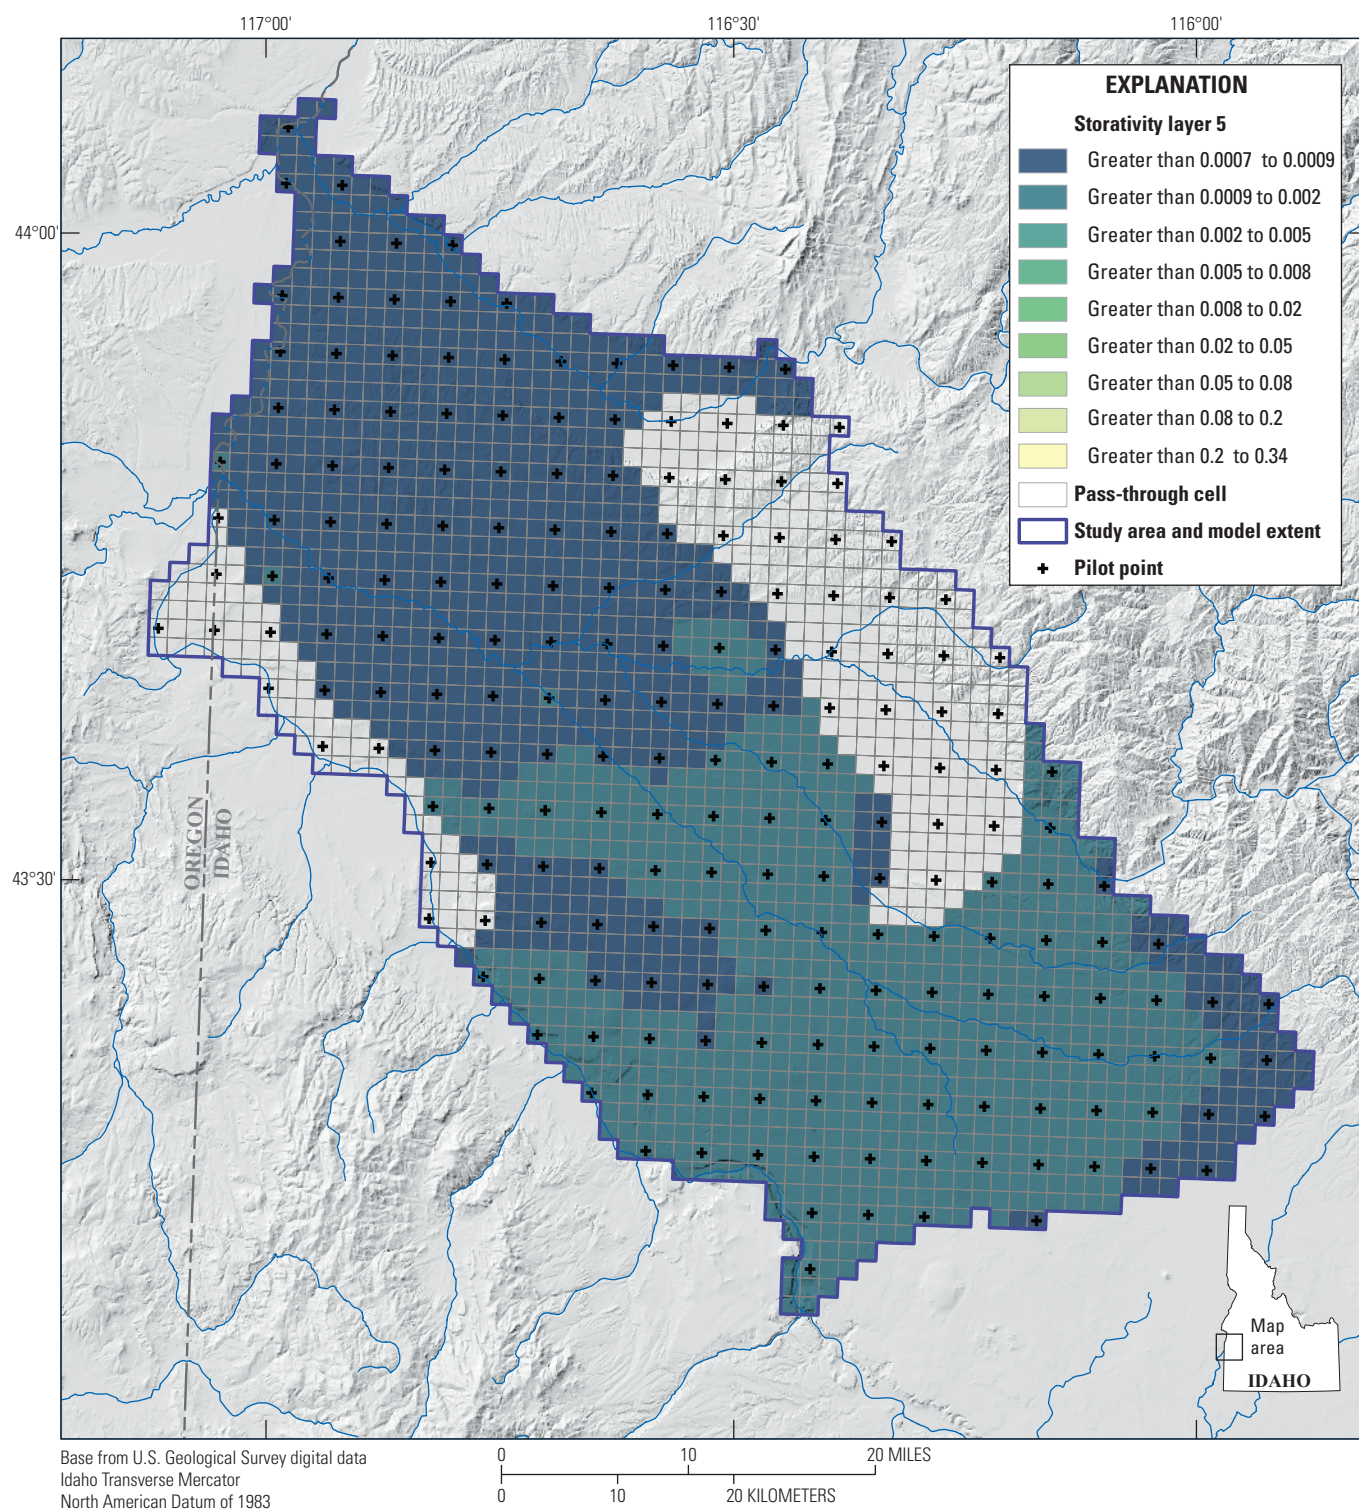 117°00'
116°30'
116°00'
44°00'
43°30'
EXPLANATION
Storativity layer 5
Greater than 0.0007 to 0.0009
Greater than 0.0009 to 0.002
Greater than 0.002 to 0.005
Greater than 0.005 to 0.008
Greater than 0.008 to 0.02
Greater than 0.02 to 0.05
Greater than 0.05 to 0.08
Greater than 0.08 to 0.2
Greater than 0.2 to 0.34
Pass-through cell
Study area and model extent
Pilot point
OREGON
IDAHO
Map
area
IDAHO
Base from U.S. Geological Survey digital data
Idaho Transverse Mercator
North American Datum of 1983
0 10 20 MILES
0 10 20 KILOMETERS